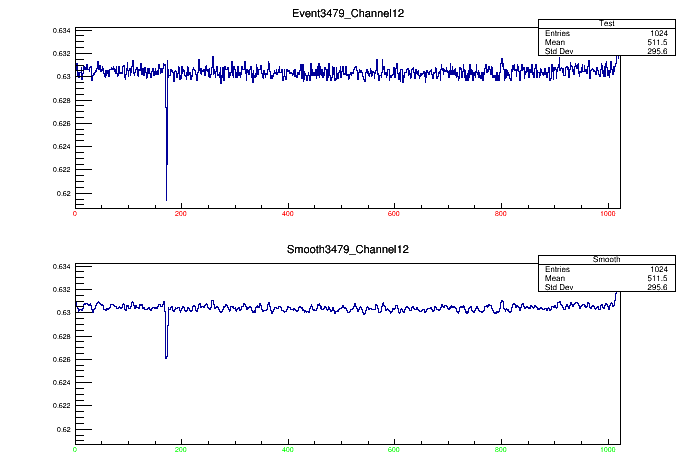 Event3479_Channel12
Test
Entries 1024
Mean 511.5
Std Dev 295.6
0.634
0.632
0.63
0.628
0.626
0.624
0.622
0.62
0 200 400 600 800 1000
Smooth3479_Channel12
Smooth
Entries 1024
Mean 511.5
Std Dev 295.6
0.634
0.632
0.63
0.628
0.626
0.624
0.622
0.62
0 200 400 600 800 1000